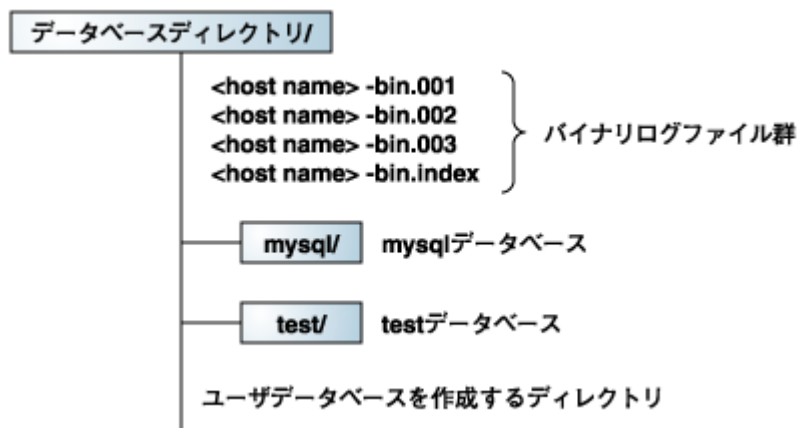 データベースディレクトリ/
<host name> -bin.001
<host name> -bin.002
<host name> -bin.003
<host name> -bin.index
バイナリログファイル群
mysql/ mysqlデータベース
test/ testデータベース
ユーザデータベースを作成するディレクトリ